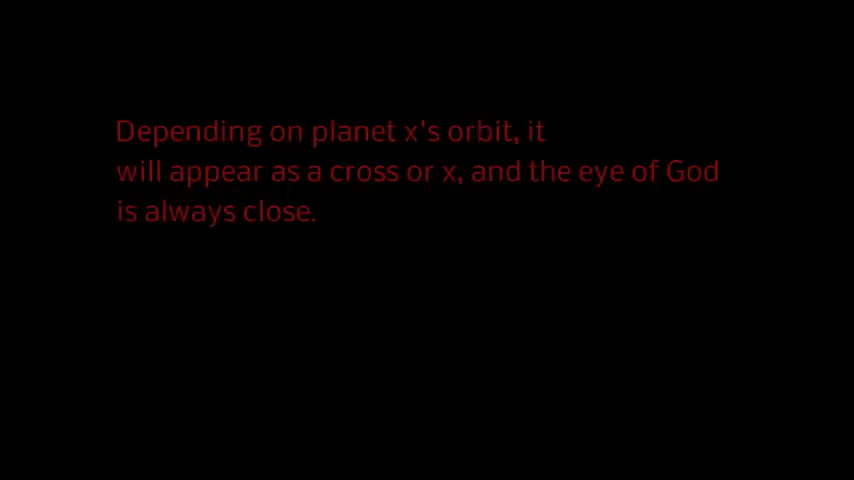 Depending on planet x's orbit, it
will appear as a cross or x, and the eye of God
is always close.